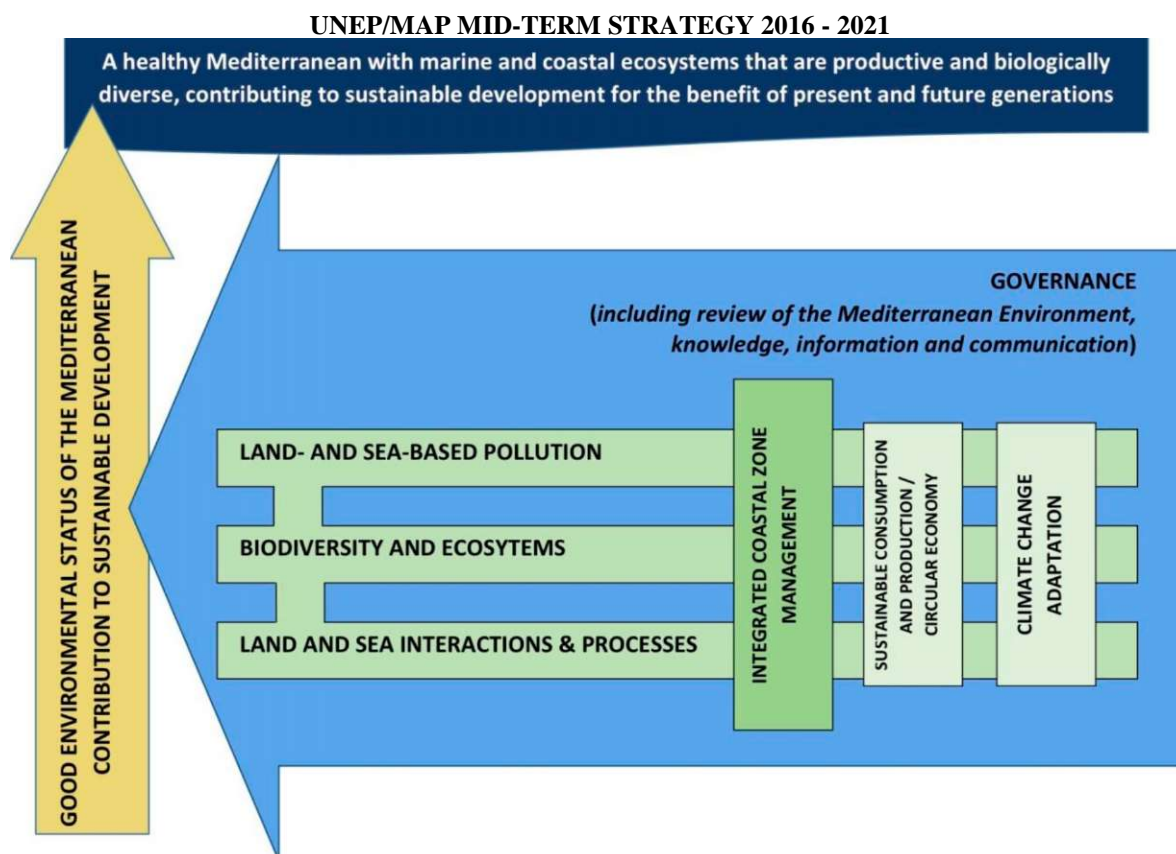 UNEP/MAP MID-TERM STRATEGY 2016 - 2021
A healthy Mediterranean with marine and coastal ecosystems that are productive and biologically
diverse, contributing to sustainable development for the benefit of present and future generations
GOOD ENVIRONMENTAL STATUS OF THE MEDITERRANEAN
CONTRIBUTION TO SUSTAINABLE DEVELOPMENT
GOVERNANCE
(including review of the Mediterranean Environment,
knowledge, information and communication)
LAND- AND SEA-BASED POLLUTION
BIODIVERSITY AND ECOSYTEMS
LAND AND SEA INTERACTIONS & PROCESSES
INTEGRATED COASTAL ZONE
MANAGEMENT
SUSTAINABLE CONSUMPTION
AND PRODUCTION /
CIRCULAR ECONOMY
CLIMATE CHANGE
ADAPTATION